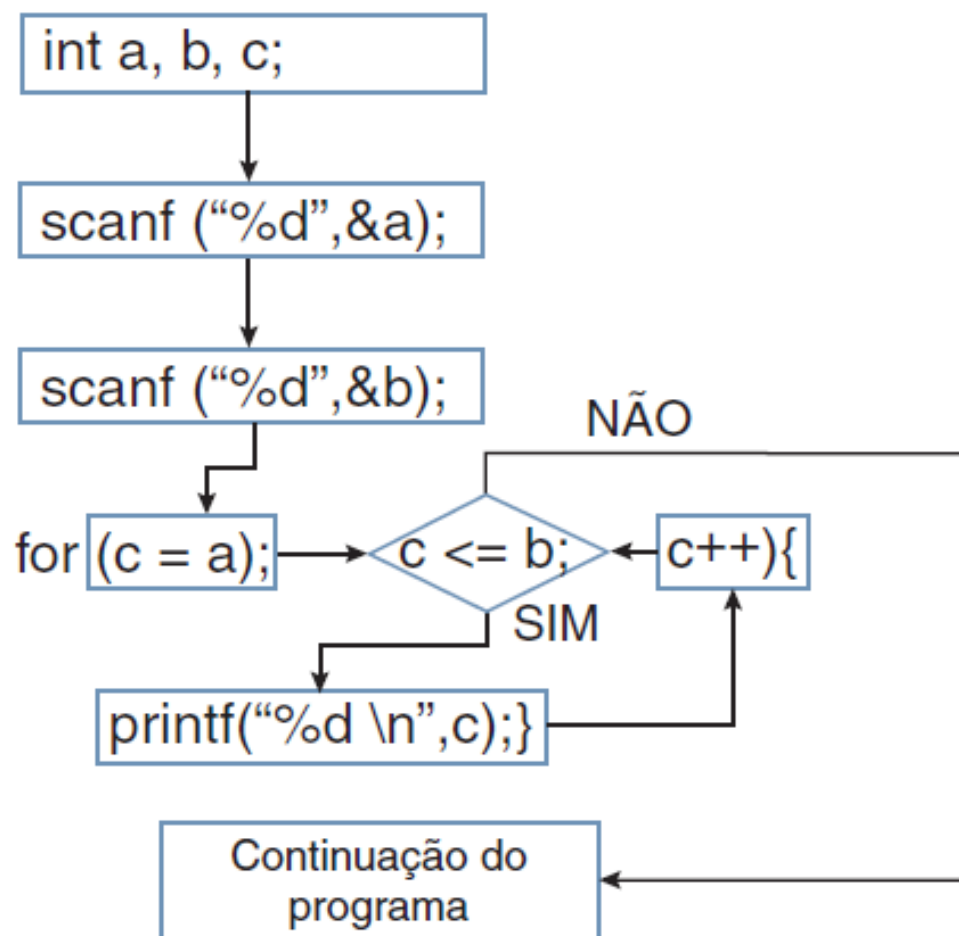 int a, b, c;
scanf (“%d”,&a);
scanf (“%d”,&b);
NÃO
for (c = a);
c <= b;
c++){
SIM
printf(“%d \n”,c);}
Continuação do
programa